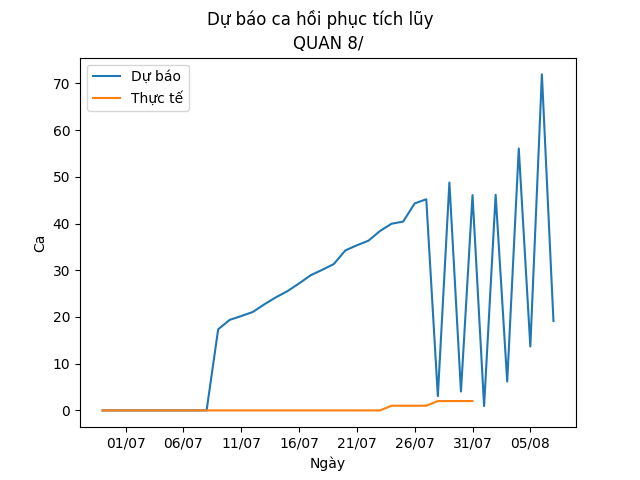 Dự báo ca hồi phục tích lũy
QUAN 8/
Dự báo
Thực tế
70
60
50
40
30
20
10
0
Ca
01/07 06/07 11/07 16/07 21/07 26/07 31/07 05/08
Ngày